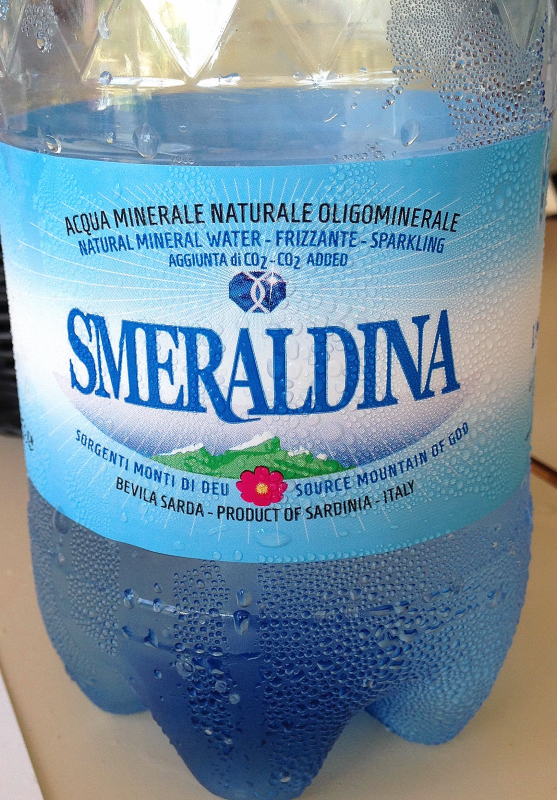 ACQUA MINERALE NATURALE OLIGOMINERALE
NATURAL MINERAL WATER - FRIZZANTE - SPARKLING
AGGIUNTA di CO2 - CO2 ADDED
SMERALDINA
SORGENTI MONTI DI DEU SOURCE MOUNTAIN OF GOD
BEVILA SARDA - PRODUCT OF SARDINIA - ITALY